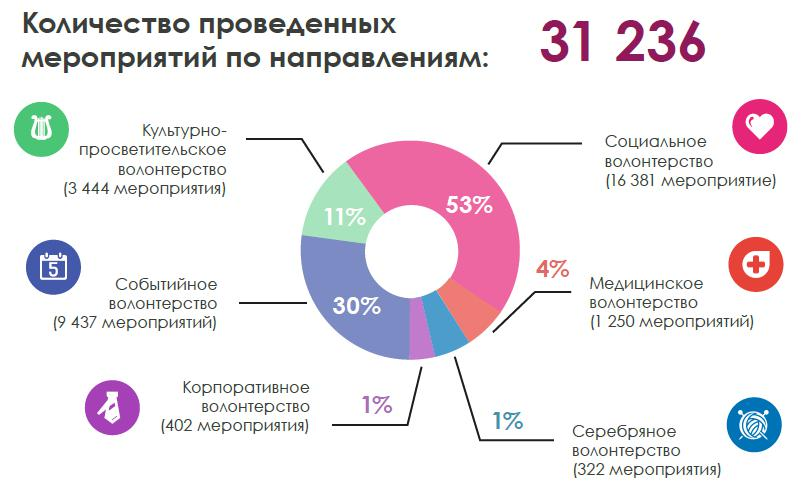 Количество проведенных
мероприятий по направлениям:
31 236
Культурно-
просветительское
волонтерство
(3 444 мероприятия)
11%
Социальное
волонтерство
(16 381 мероприятие)
53%
Событийное
волонтерство
(9 437 мероприятий)
5
30%
4%
Медицинское
волонтерство
(1 250 мероприятий)
Корпоративное
волонтерство
(402 мероприятия)
1%
1%
Серебряное
волонтерство
(322 мероприятия)